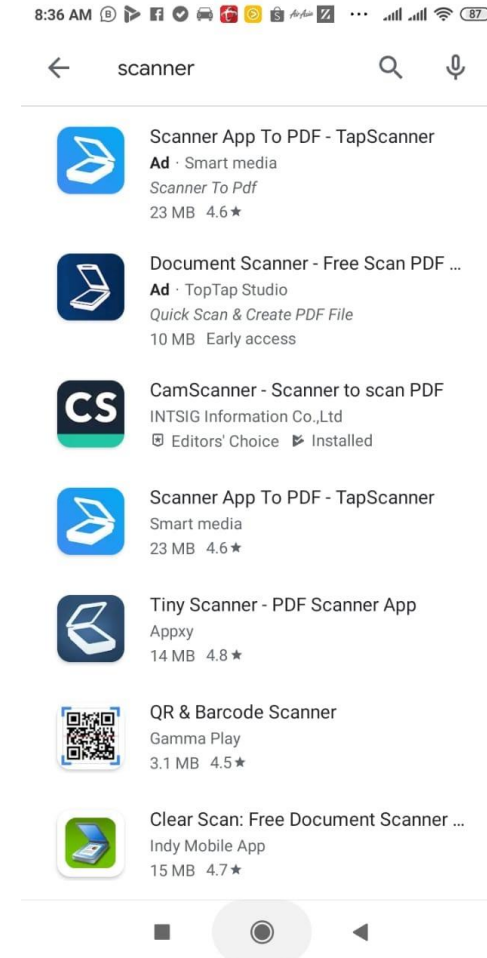 8:36 AM
87
scanner
Scanner App To PDF - TapScanner
Ad · Smart media
Scanner To Pdf
23 MB 4.6★
Document Scanner - Free Scan PDF ...
Ad · TopTap Studio
Quick Scan & Create PDF File
10 MB Early access
CS
CamScanner - Scanner to scan PDF
INTSIG Information Co.,Ltd
Editors' Choice Installed
Scanner App To PDF - TapScanner
Smart media
23 MB 4.6★
Tiny Scanner - PDF Scanner App
Appxy
14 MB 4.8★
QR & Barcode Scanner
Gamma Play
3.1 MB 4.5★
Clear Scan: Free Document Scanner ...
Indy Mobile App
15 MB 4.7★